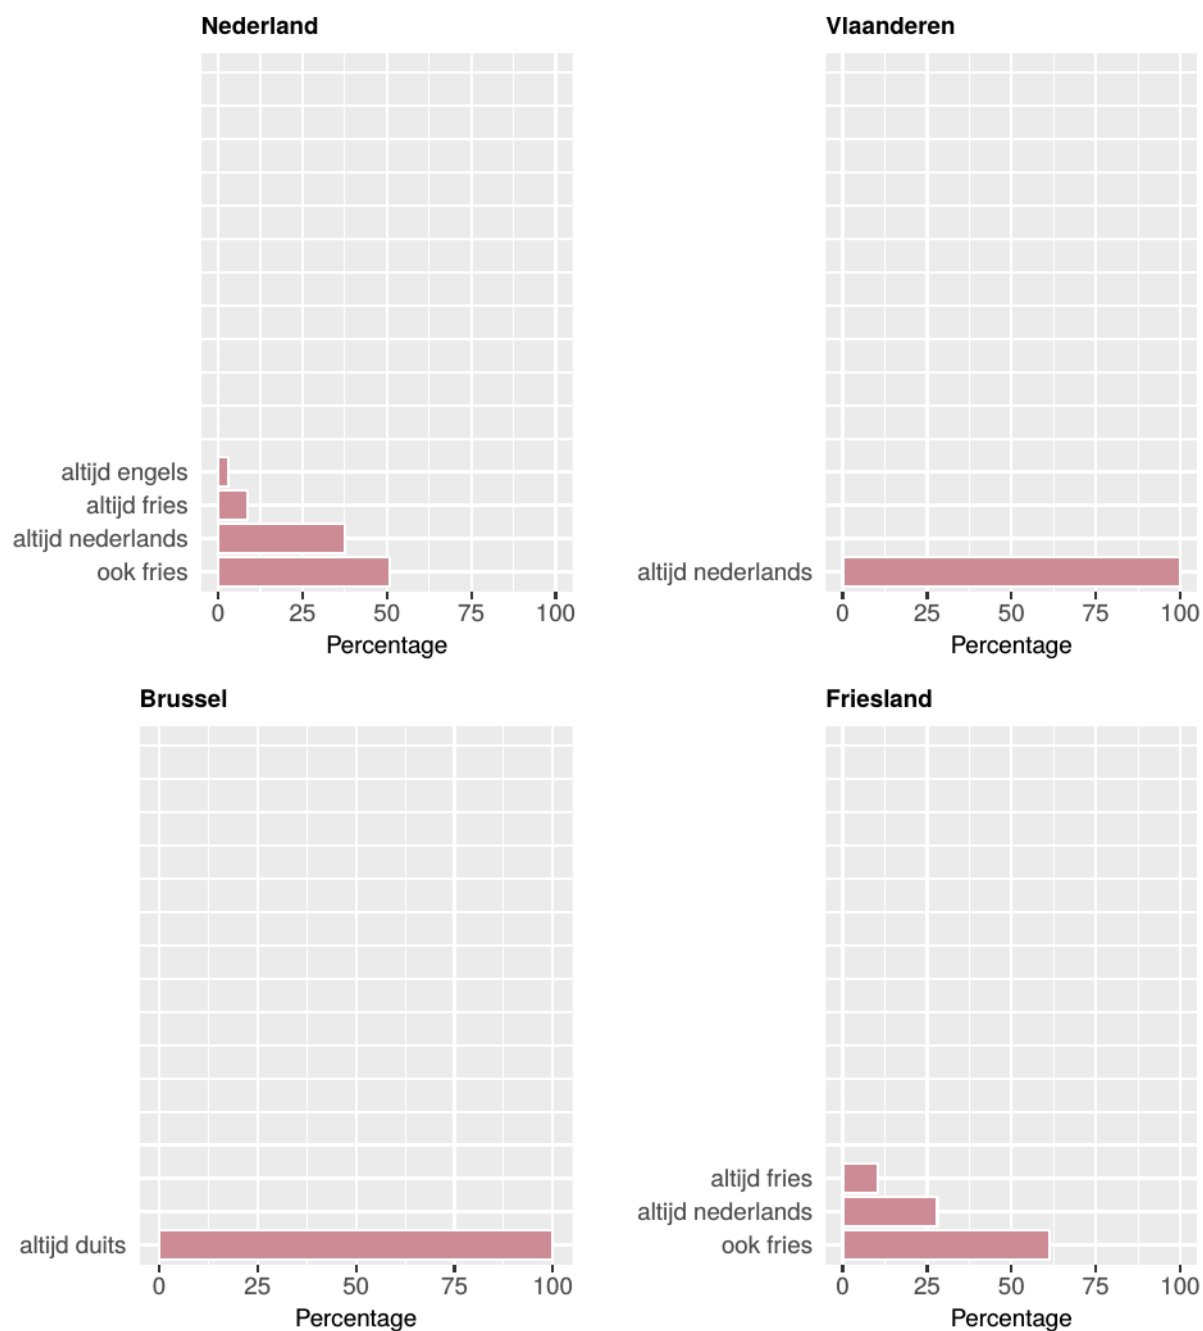 Nederland
altijd engels
altijd fries
altijd nederlands
ook fries
0 25 50 75 100
Percentage
Vlaanderen
altijd nederlands
0 25 50 75 100
Percentage
Brussel
altijd duits
0 25 50 75 100
Percentage
Friesland
altijd fries
altijd nederlands
ook fries
0 25 50 75 100
Percentage